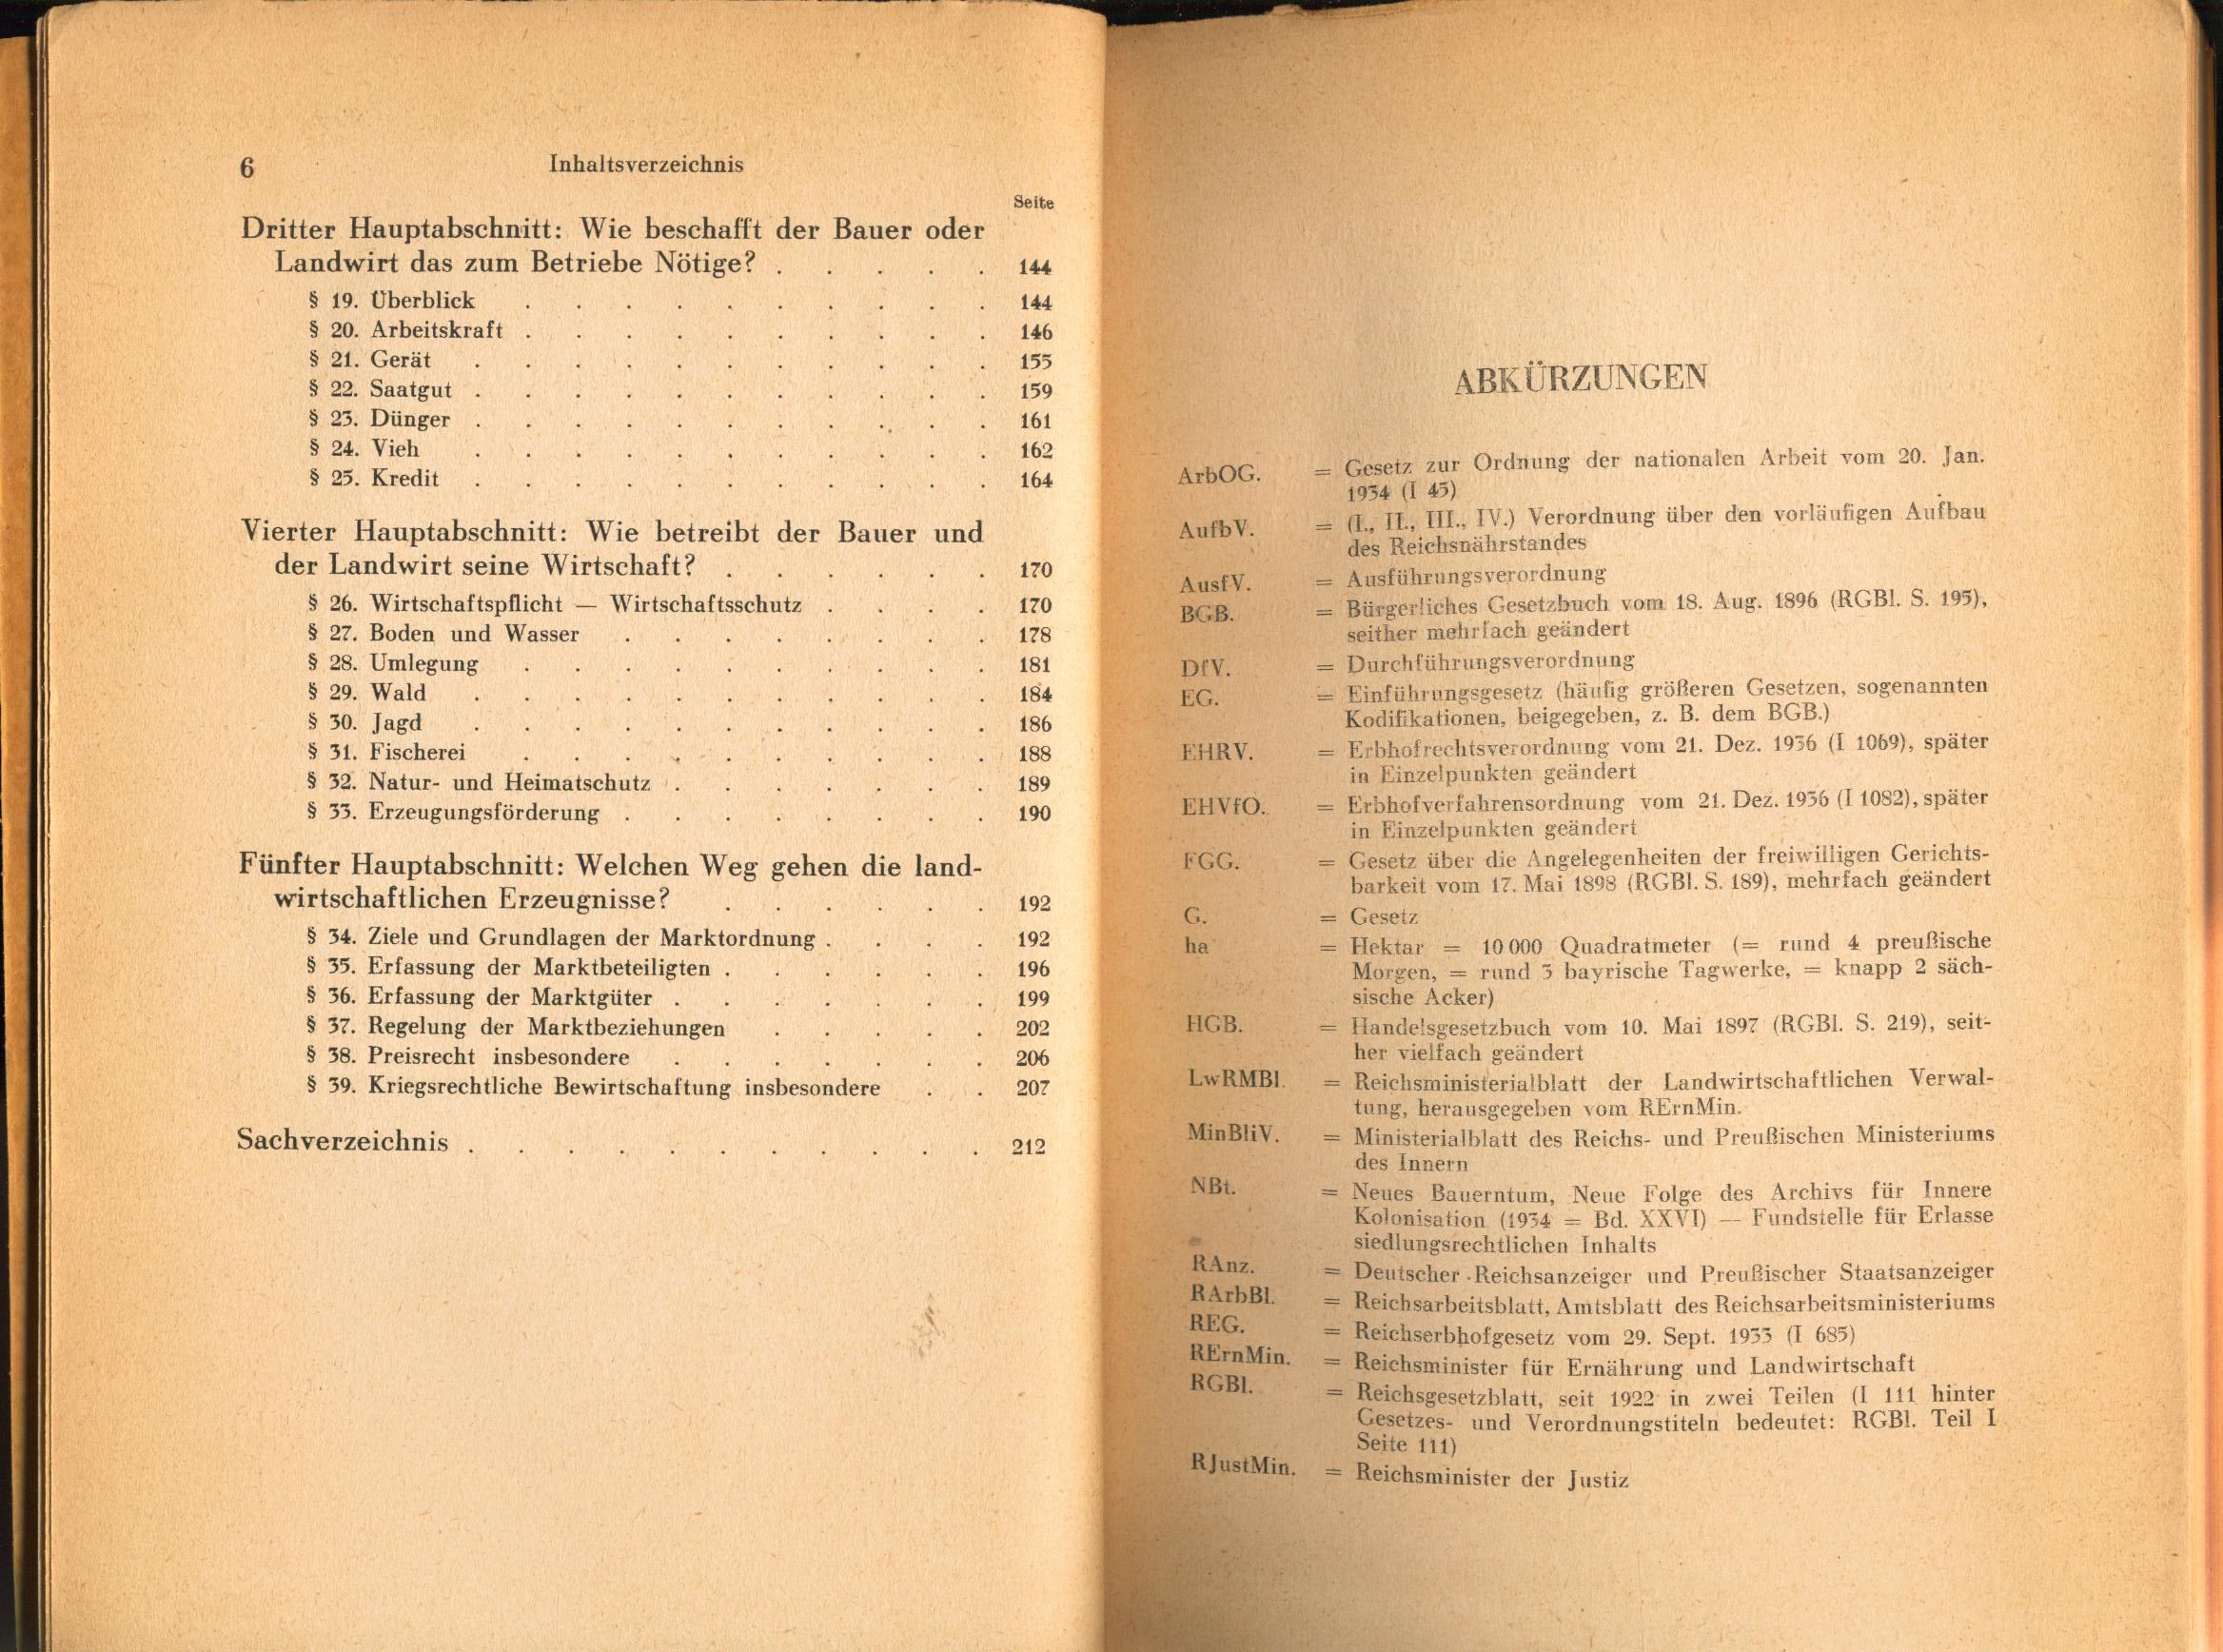 6 Inhaltsverzeichnis
Seite
Dritter Hauptabschnitt: Wie beschafft der Bauer oder
Landwirt das zum Betriebe Nötige? . . . . . 144
§ 19. Überblick . . . . . . . . . . 144
§ 20. Arbeitskraft . . . . . . . . . . 146
§ 21. Gerät . . . . . . . . . . . 155
§ 22. Saatgut . . . . . . . . . . . 159
§ 23. Dünger . . . . . . . . . . . 161
§ 24. Vieh . . . . . . . . . . . 162
§ 25. Kredit . . . . . . . . . . . 164
Vierter Hauptabschnitt: Wie betreibt der Bauer und
der Landwirt seine Wirtschaft? . . . . . . 170
§ 26. Wirtschaftspflicht — Wirtschaftsschutz . . . . 170
§ 27. Boden und Wasser . . . . . . . . 178
§ 28. Umlegung . . . . . . . . . . 181
§ 29. Wald . . . . . . . . . . . 184
§ 30. Jagd . . . . . . . . . . . 186
§ 31. Fischerei . . . . . . . . . . 188
§ 32. Natur- und Heimatschutz . . . . . . . 189
§ 33. Erzeugungsförderung . . . . . . . . 190
Fünfter Hauptabschnitt: Welchen Weg gehen die land-
wirtschaftlichen Erzeugnisse? . . . . . . 192
§ 34. Ziele und Grundlagen der Marktordnung . . . . 192
§ 35. Erfassung der Marktbeteiligten . . . . . . 196
§ 36. Erfassung der Marktgüter . . . . . . . 199
§ 37. Regelung der Marktbeziehungen . . . . . 202
§ 38. Preisrecht insbesondere . . . . . . . 206
§ 39. Kriegsrechtliche Bewirtschaftung insbesondere . . 207
Sachverzeichnis . . . . . . . . . . . 212
ABKÜRZUNGEN
ArbOG. = Gesetz zur Ordnung der nationalen Arbeit vom 20. Jan.
1934 (I 45)
AufbV. = (I., II., III., IV.) Verordnung über den vorläufigen Aufbau
des Reichsnährstandes
AusfV. = Ausführungsverordnung
BGB. = Bürgerliches Gesetzbuch vom 18. Aug. 1896 (RGBl. S. 195),
seither mehrfach geändert
DfV. = Durchführungsverordnung
EG. = Einführungsgesetz (häufig größeren Gesetzen, sogenannten
Kodifikationen, beigegeben, z. B. dem BGB.)
EHRV. = Erbhofrechtsverordnung vom 21. Dez. 1936 (I 1069), später
in Einzelpunkten geändert
EHVfO. = Erbhofverfahrensordnung vom 21. Dez. 1936 (I 1082), später
in Einzelpunkten geändert
FGG. = Gesetz über die Angelegenheiten der freiwilligen Gerichts-
barkeit vom 17. Mai 1898 (RGBl. S. 189), mehrfach geändert
G. = Gesetz
ha = Hektar = 10 000 Quadratmeter (= rund 4 preußische
Morgen, = rund 3 bayrische Tagwerke, = knapp 2 säch-
sische Acker)
HGB. = Handelsgesetzbuch vom 10. Mai 1897 (RGBl. S. 219), seit-
her vielfach geändert
LwRMBl. = Reichsministerialblatt der Landwirtschaftlichen Verwal-
tung, herausgegeben vom RErnMin.
MinBliV. = Ministerialblatt des Reichs- und Preußischen Ministeriums
des Innern
NBt. = Neues Bauerntum, Neue Folge des Archivs für Innere
Kolonisation (1934 = Bd. XXVI) — Fundstelle für Erlasse
siedlungsrechtlichen Inhalts
RAnz. = Deutscher Reichsanzeiger und Preußischer Staatsanzeiger
RArbBl. = Reichsarbeitsblatt, Amtsblatt des Reichsarbeitsministeriums
REG. = Reichserbhofgesetz vom 29. Sept. 1933 (I 685)
RErnMin. = Reichsminister für Ernährung und Landwirtschaft
RGBl. = Reichsgesetzblatt, seit 1922 in zwei Teilen (I 111 hinter
Gesetzes- und Verordnungstiteln bedeutet: RGBl. Teil I
Seite 111)
RJustMin. = Reichsminister der Justiz